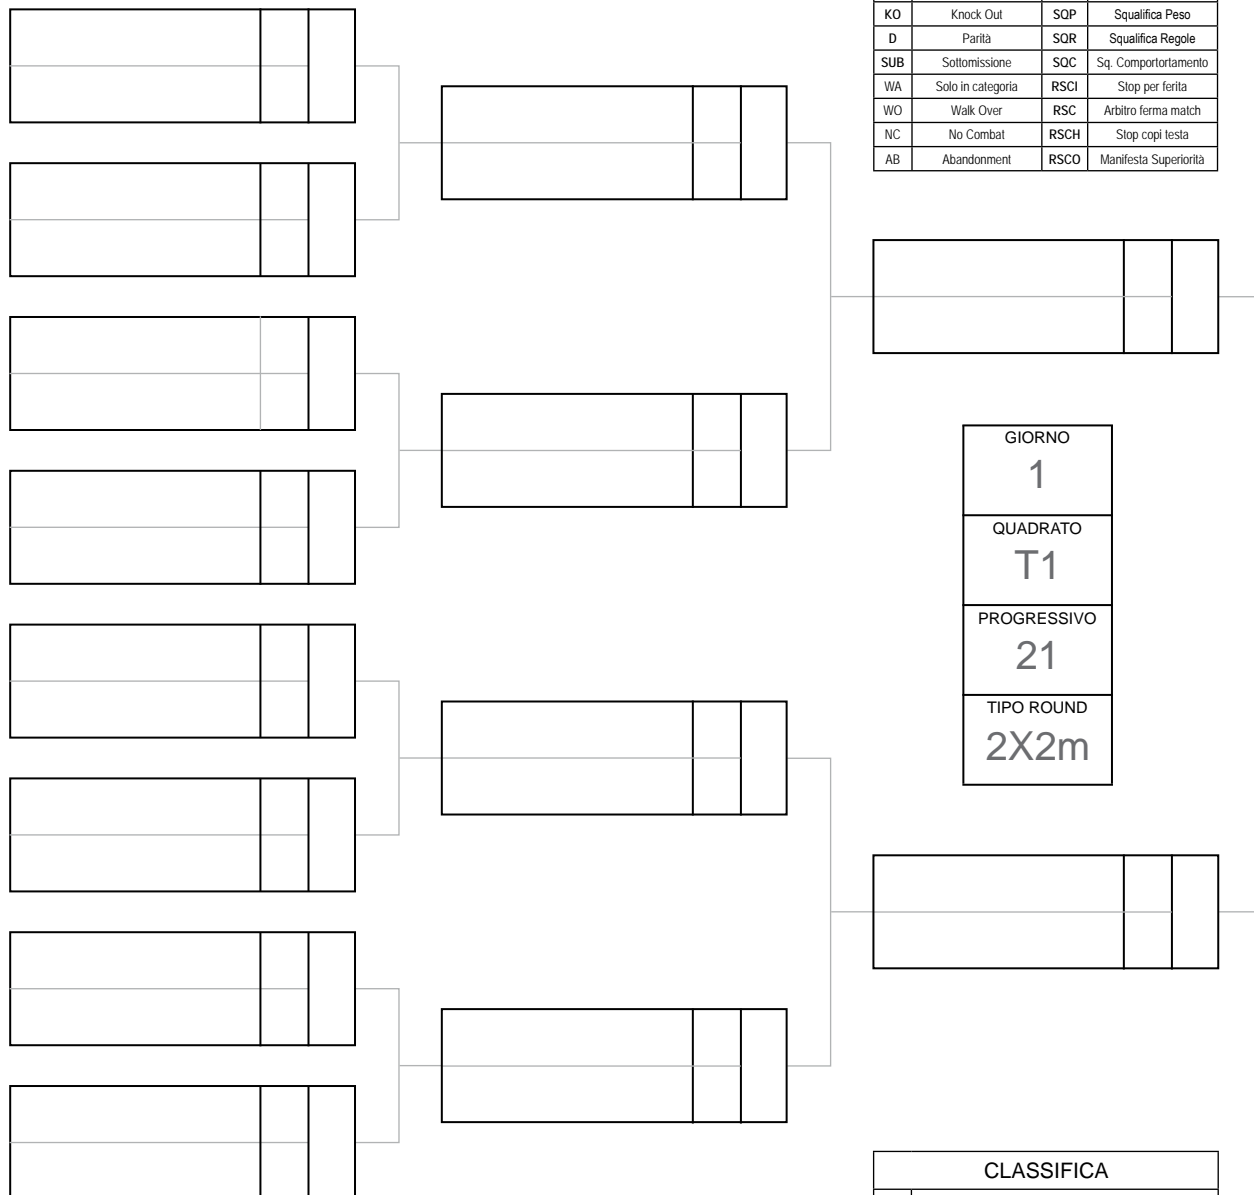 KO Knock Out SQP Squalifica Peso
D Parità SQR Squalifica Regole
SUB Sottomissione SQC Sq. Comportortamento
WA Solo in categoria RSCI Stop per ferita
WO Walk Over RSC Arbitro ferma match
NC No Combat RSCH Stop copi testa
AB Abandonment RSCO Manifesta Superiorità
GIORNO
1
QUADRATO
T1
PROGRESSIVO
21
TIPO ROUND
2X2m
CLASSIFICA